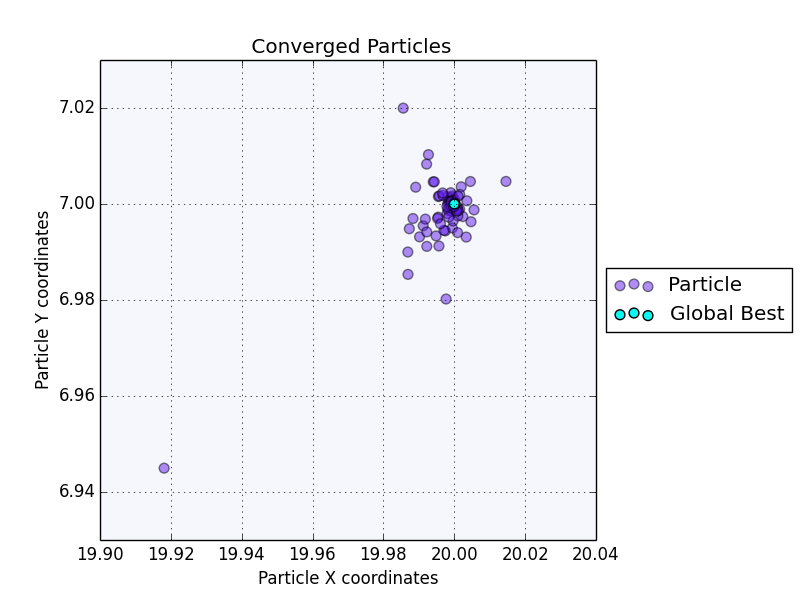 Converged Particles
7.02
7.00
6.98
6.96
6.94
Particle Y coordinates
19.90 19.92 19.94 19.96 19.98 20.00 20.02 20.04
Particle X coordinates
Particle
Global Best